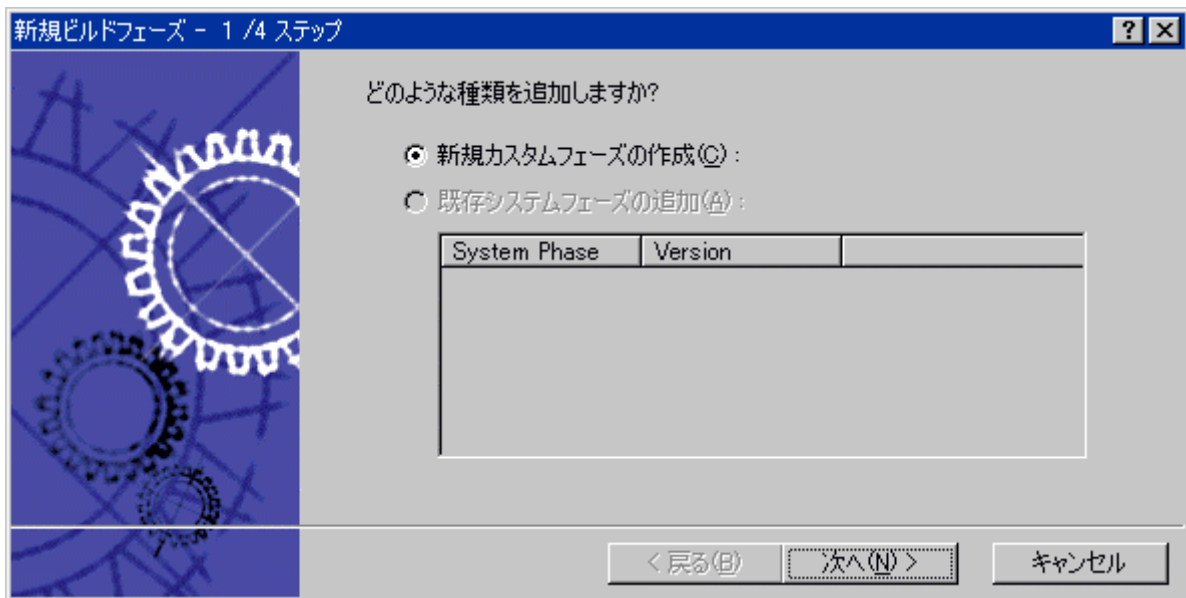 新規ビルドフェーズ - 1 /4 ステップ
どのような種類を追加しますか?
新規カスタムフェーズの作成(C) :
既存システムフェーズの追加(A) :
System Phase Version
< 戻る(B) 次へ(N) > キャンセル